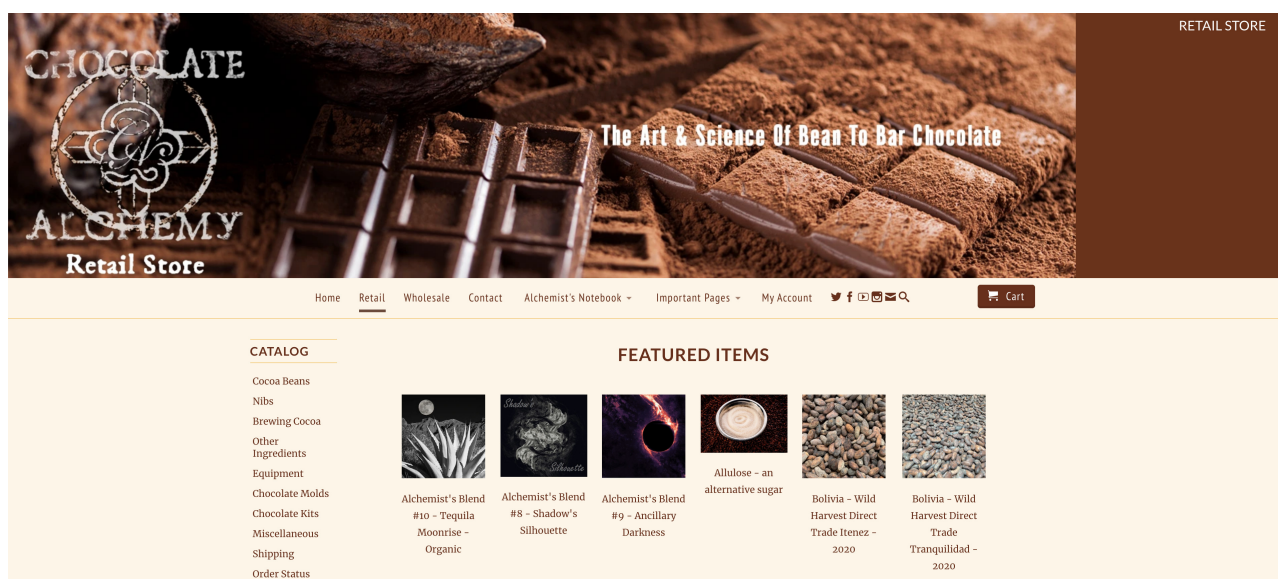 RETAIL STORE
CHOCOLATE
CA
ALCHEMY
Retail Store
The Art & Science Of Bean To Bar Chocolate
Home Retail Wholesale Contact Alchemist's Notebook Important Pages My Account Cart
CATALOG
Cocoa Beans
Nibs
Brewing Cocoa
Other
Ingredients
Equipment
Chocolate Molds
Chocolate Kits
Miscellaneous
Shipping
Order Status
FEATURED ITEMS
Alchemist's Blend
#10 - Tequila
Moonrise -
Organic
Shadow's
Silhouette
Alchemist's Blend
#8 - Shadow's
Silhouette
Alchemist's Blend
#9 - Ancillary
Darkness
Allulose - an
alternative sugar
Bolivia - Wild
Harvest Direct
Trade Itenez -
2020
Bolivia - Wild
Harvest Direct
Trade
Tranquilidad -
2020